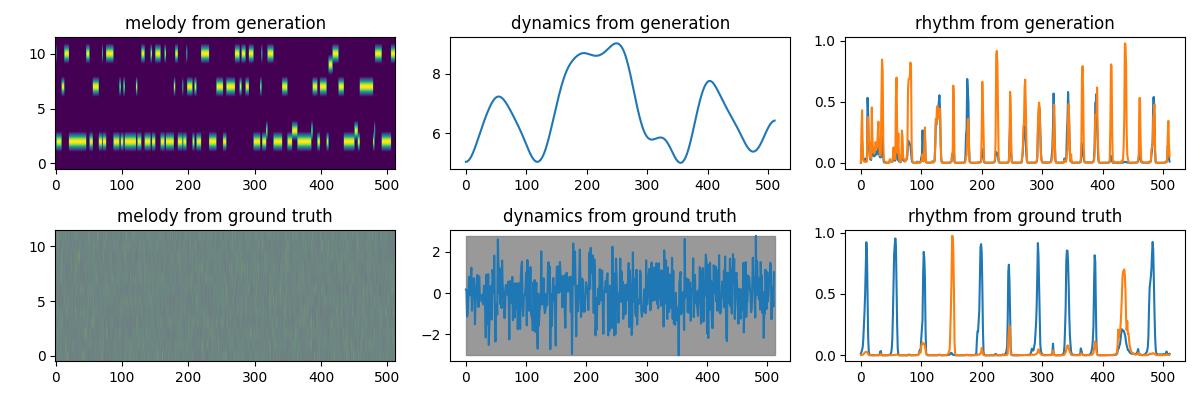 melody from generation
dynamics from generation
rhythm from generation
10
5
0
0 100 200 300 400 500
8
6
0 100 200 300 400 500
1.0
0.5
0.0
0 100 200 300 400 500
melody from ground truth
dynamics from ground truth
rhythm from ground truth
10
5
0
0 100 200 300 400 500
2
0
−2
0 100 200 300 400 500
1.0
0.5
0.0
0 100 200 300 400 500